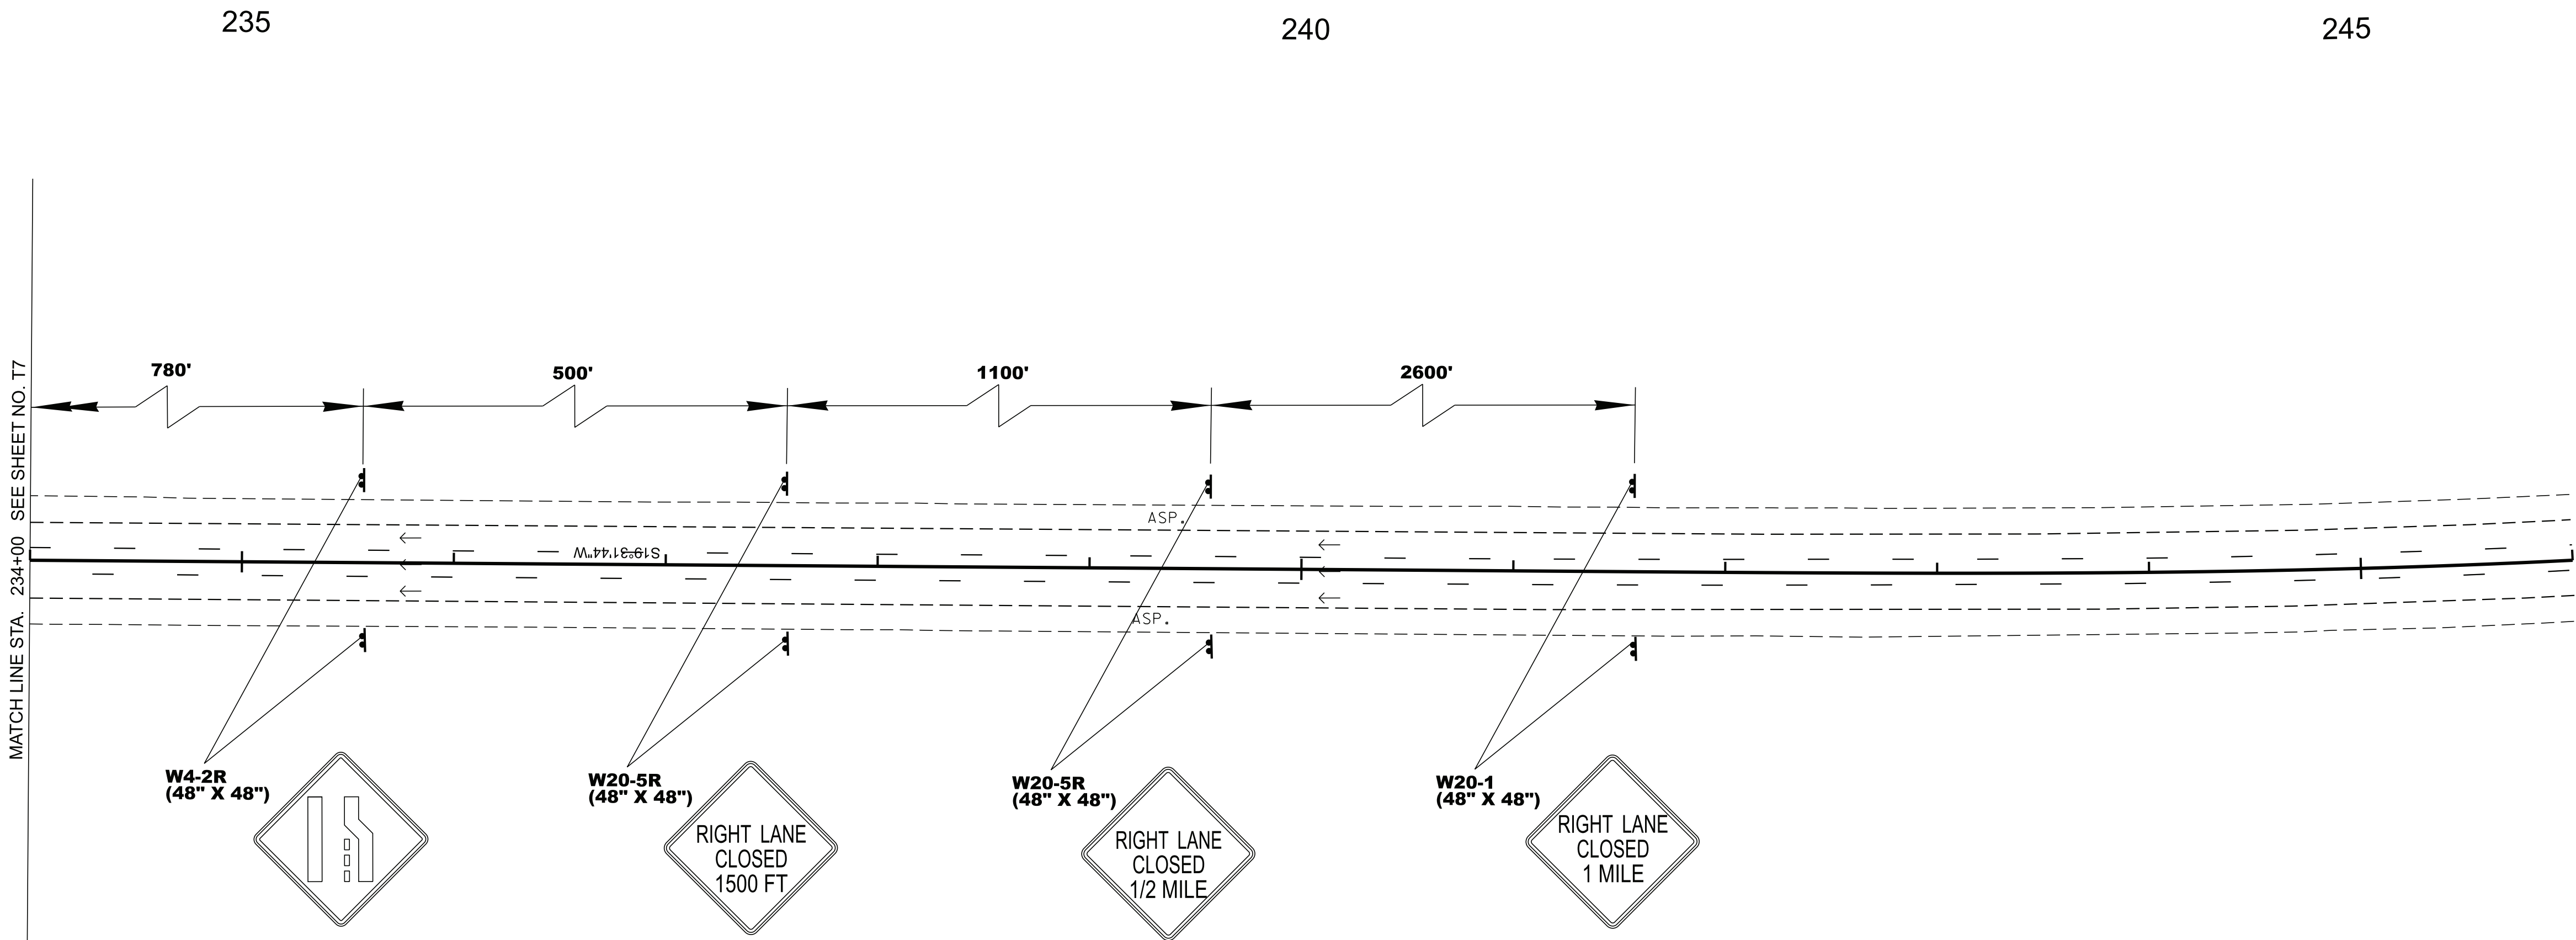 235
240
245
MATCH LINE STA. 234+00 SEE SHEET NO. T7
780'
500'
1100'
2600'
ASP.
S19°31'44"W
ASP.
W4-2R
(48" X 48")
W20-5R
(48" X 48")
RIGHT LANE
CLOSED
1500 FT
W20-5R
(48" X 48")
RIGHT LANE
CLOSED
1/2 MILE
W20-1
(48" X 48")
RIGHT LANE
CLOSED
1 MILE